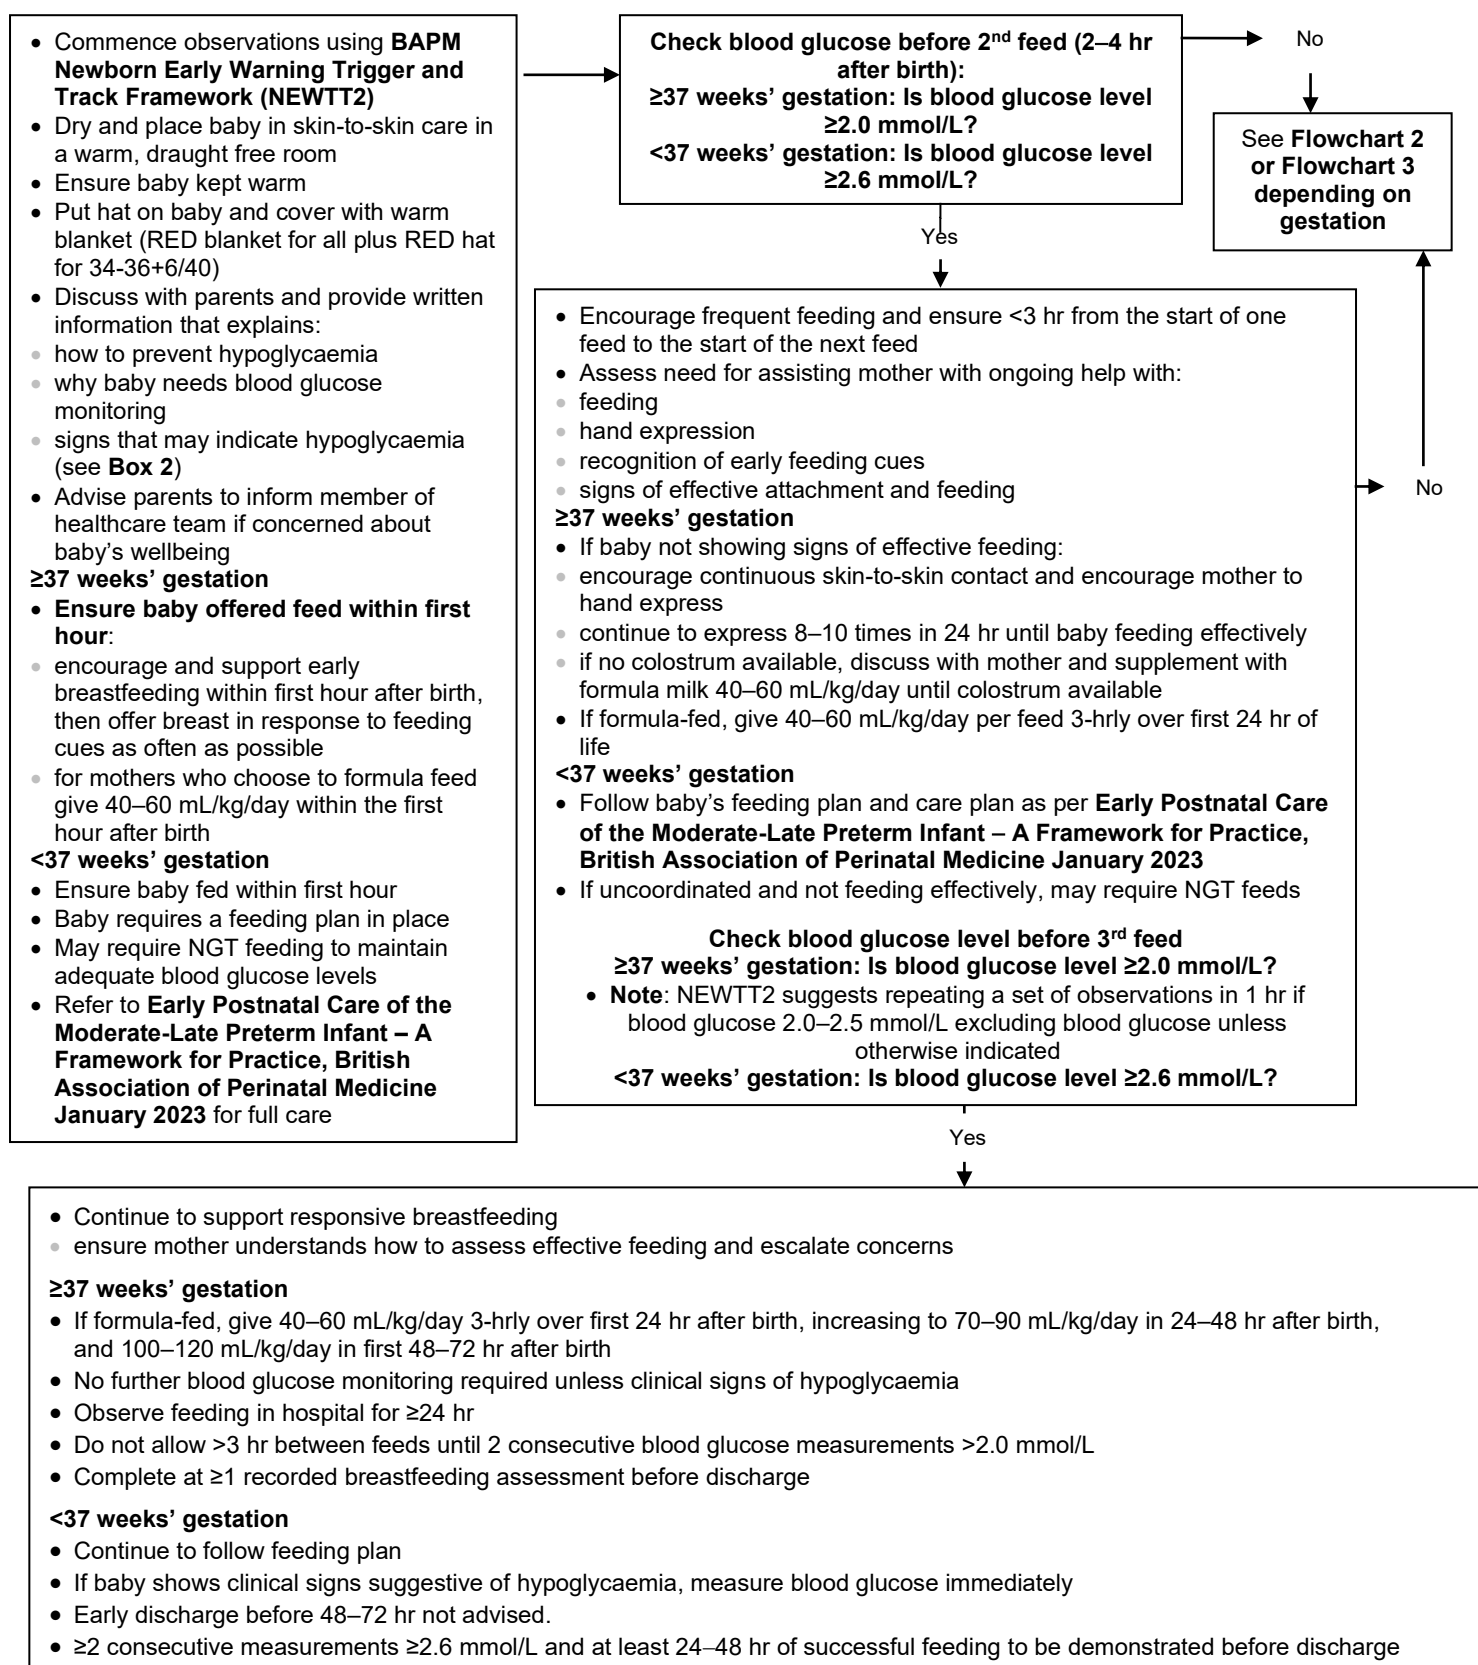 • Commence observations using BAPM
Newborn Early Warning Trigger and
Track Framework (NEWTT2)
• Dry and place baby in skin-to-skin care in
a warm, draught free room
• Ensure baby kept warm
• Put hat on baby and cover with warm
blanket (RED blanket for all plus RED hat
for 34-36+6/40)
• Discuss with parents and provide written
information that explains:
• how to prevent hypoglycaemia
• why baby needs blood glucose
monitoring
• signs that may indicate hypoglycaemia
(see Box 2)
• Advise parents to inform member of
healthcare team if concerned about
baby’s wellbeing
≥37 weeks’ gestation
• Ensure baby offered feed within first
hour:
• encourage and support early
breastfeeding within first hour after birth,
then offer breast in response to feeding
cues as often as possible
• for mothers who choose to formula feed
give 40–60 mL/kg/day within the first
hour after birth
<37 weeks’ gestation
• Ensure baby fed within first hour
• Baby requires a feeding plan in place
• May require NGT feeding to maintain
adequate blood glucose levels
• Refer to Early Postnatal Care of the
Moderate-Late Preterm Infant – A
Framework for Practice, British
Association of Perinatal Medicine
January 2023 for full care
Check blood glucose before 2nd feed (2–4 hr
after birth):
≥37 weeks’ gestation: Is blood glucose level
≥2.0 mmol/L?
<37 weeks’ gestation: Is blood glucose level
≥2.6 mmol/L?
No
See Flowchart 2
or Flowchart 3
depending on
gestation
Yes
• Encourage frequent feeding and ensure <3 hr from the start of one
feed to the start of the next feed
• Assess need for assisting mother with ongoing help with:
• feeding
• hand expression
• recognition of early feeding cues
• signs of effective attachment and feeding
≥37 weeks’ gestation
• If baby not showing signs of effective feeding:
• encourage continuous skin-to-skin contact and encourage mother to
hand express
• continue to express 8–10 times in 24 hr until baby feeding effectively
• if no colostrum available, discuss with mother and supplement with
formula milk 40–60 mL/kg/day until colostrum available
• If formula-fed, give 40–60 mL/kg/day per feed 3-hrly over first 24 hr of
life
<37 weeks’ gestation
• Follow baby’s feeding plan and care plan as per Early Postnatal Care
of the Moderate-Late Preterm Infant – A Framework for Practice,
British Association of Perinatal Medicine January 2023
• If uncoordinated and not feeding effectively, may require NGT feeds
Check blood glucose level before 3rd feed
≥37 weeks’ gestation: Is blood glucose level ≥2.0 mmol/L?
• Note: NEWTT2 suggests repeating a set of observations in 1 hr if
blood glucose 2.0–2.5 mmol/L excluding blood glucose unless
otherwise indicated
<37 weeks’ gestation: Is blood glucose level ≥2.6 mmol/L?
No
Yes
• Continue to support responsive breastfeeding
• ensure mother understands how to assess effective feeding and escalate concerns
≥37 weeks’ gestation
• If formula-fed, give 40–60 mL/kg/day 3-hrly over first 24 hr after birth, increasing to 70–90 mL/kg/day in 24–48 hr after birth,
and 100–120 mL/kg/day in first 48–72 hr after birth
• No further blood glucose monitoring required unless clinical signs of hypoglycaemia
• Observe feeding in hospital for ≥24 hr
• Do not allow >3 hr between feeds until 2 consecutive blood glucose measurements >2.0 mmol/L
• Complete at ≥1 recorded breastfeeding assessment before discharge
<37 weeks’ gestation
• Continue to follow feeding plan
• If baby shows clinical signs suggestive of hypoglycaemia, measure blood glucose immediately
• Early discharge before 48–72 hr not advised.
• ≥2 consecutive measurements ≥2.6 mmol/L and at least 24–48 hr of successful feeding to be demonstrated before discharge